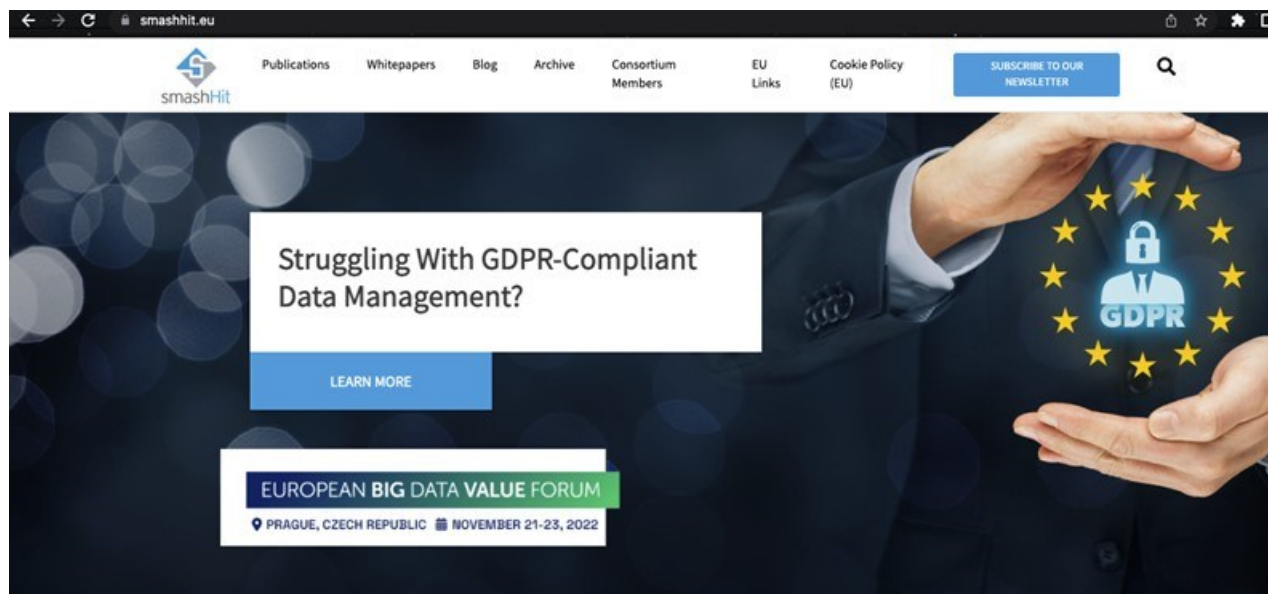 smashhit.eu
Publications Whitepapers Blog Archive Consortium Members EU Links Cookie Policy (EU)
SUBSCRIBE TO OUR NEWSLETTER
smashHit
Struggling With GDPR-Compliant
Data Management?
LEARN MORE
GDPR
EUROPEAN BIG DATA VALUE FORUM
PRAGUE, CZECH REPUBLIC NOVEMBER 21-23, 2022